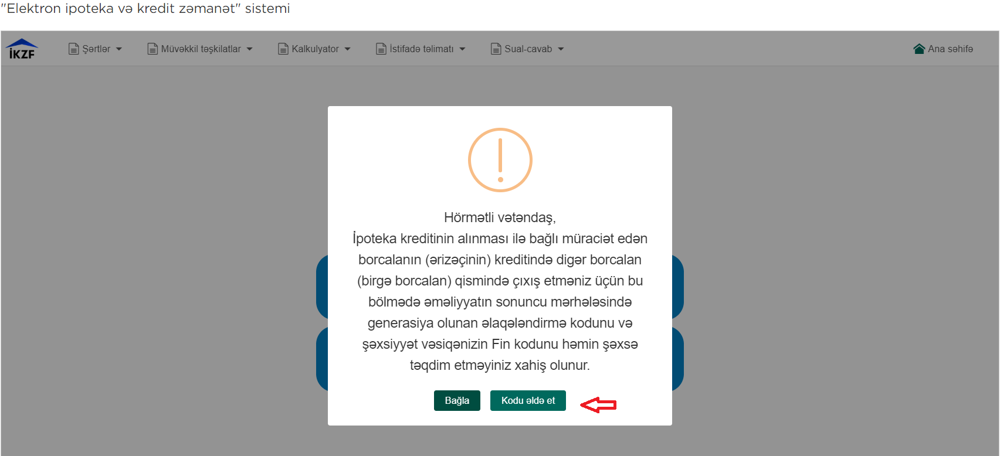 "Elektron ipoteka və kredit zəmanət" sistemi
İKZF
Şərtlər
Müvəkkil təşkilatlar
Kalkulyator
İstifadə təlimatı
Sual-cavab
Ana səhifə
Hörmətli vətəndaş,
İpoteka kreditinin alınması ilə bağlı müraciət edən
borcalanın (ərizəçinin) kreditində digər borcalan
(birgə borcalan) qismində çıxış etməniz üçün bu
bölmədə əməliyyatın sonuncu mərhələsində
generasiya olunan əlaqələndirmə kodunu və
şəxsiyyət vəsiqənizin Fin kodunu həmin şəxsə
təqdim etməyiniz xahiş olunur.
Bağla
Kodu əldə et